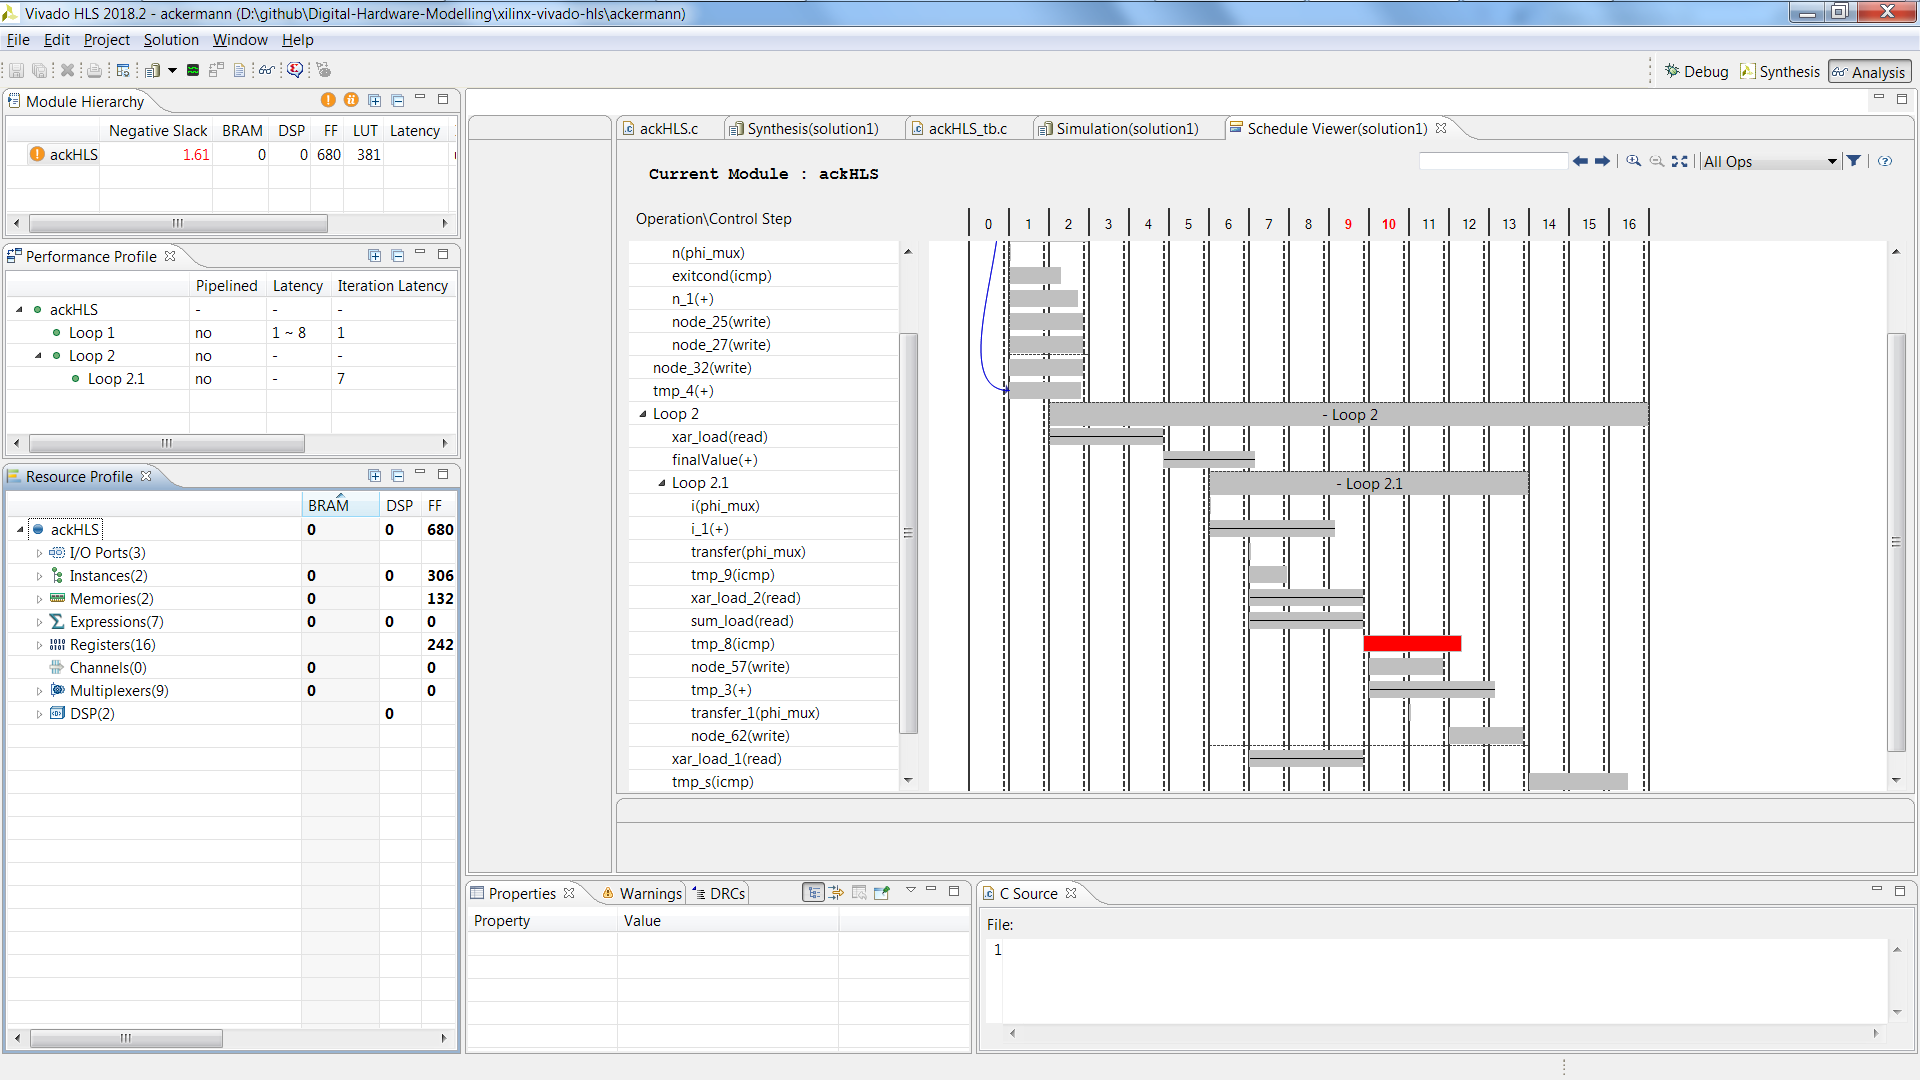 Vivado HLS 2018.2 - ackermann (D:\github\Digital-Hardware-Modelling\xilinx-vivado-hls\ackermann)
File Edit Project Solution Window Help
Debug Synthesis Analysis
Module Hierarchy
Negative Slack BRAM DSP FF LUT Latency
ackHLS 1.61 0 0 680 381
Performance Profile
Pipelined Latency Iteration Latency
ackHLS - - -
Loop 1 no 1 ~ 8 1
Loop 2 no - -
Loop 2.1 no - 7
Resource Profile
BRAM DSP FF
ackHLS 0 0 680
I/O Ports(3)
Instances(2) 0 0 306
Memories(2) 0 132
Expressions(7) 0 0 0
Registers(16) 242
Channels(0) 0 0
Multiplexers(9) 0 0
DSP(2) 0
ackHLS.c Synthesis(solution1) ackHLS_tb.c Simulation(solution1) Schedule Viewer(solution1)
All Ops
Current Module : ackHLS
Operation\Control Step 0 1 2 3 4 5 6 7 8 9 10 11 12 13 14 15 16
n(phi_mux)
exitcond(icmp)
n_1(+)
node_25(write)
node_27(write)
node_32(write)
tmp_4(+)
Loop 2 - Loop 2
xar_load(read)
finalValue(+)
Loop 2.1 - Loop 2.1
i(phi_mux)
i_1(+)
transfer(phi_mux)
tmp_9(icmp)
xar_load_2(read)
sum_load(read)
tmp_8(icmp)
node_57(write)
tmp_3(+)
transfer_1(phi_mux)
node_62(write)
xar_load_1(read)
tmp_s(icmp)
Properties Warnings DRCs
Property Value
C Source
File:
1